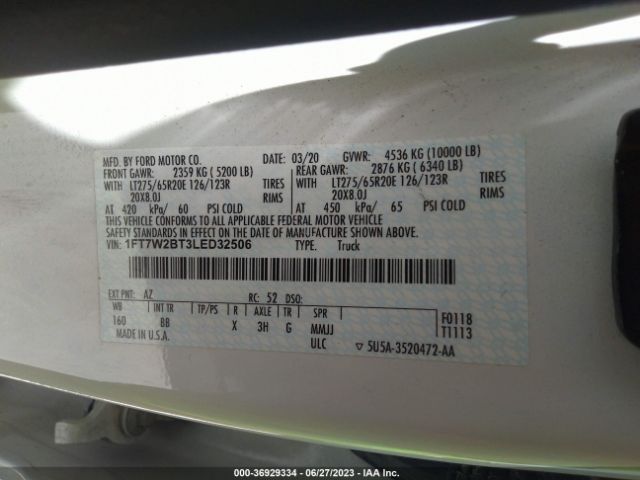 MFD. BY FORD MOTOR CO. DATE: 03/20 GVWR: 4536 KG (10000 LB)
FRONT GAWR: 2359 KG ( 5200 LB) REAR GAWR: 2876 KG ( 6340 LB)
WITH LT275/65R20E 126/123R TIRES WITH LT275/65R20E 126/123R TIRES
20X8.0J RIMS 20X8.0J RIMS
AT 420 kPa/ 60 PSI COLD AT 450 kPa/ 65 PSI COLD
THIS VEHICLE CONFORMS TO ALL APPLICABLE FEDERAL MOTOR VEHICLE
SAFETY STANDARDS IN EFFECT ON THE DATE OF MANUFACTURE SHOWN ABOVE.
VIN: 1FT7W2BT3LED32506 TYPE: Truck
EXT PNT: AZ RC: 52 DSO:
WB INT TR TP/PS R AXLE TR SPR
160 BB X 3H G MMJJ F0118
MADE IN U.S.A. ULC T1113
5U5A-3520472-AA
000-36929334 / 06/27/2023 / IAA Inc.